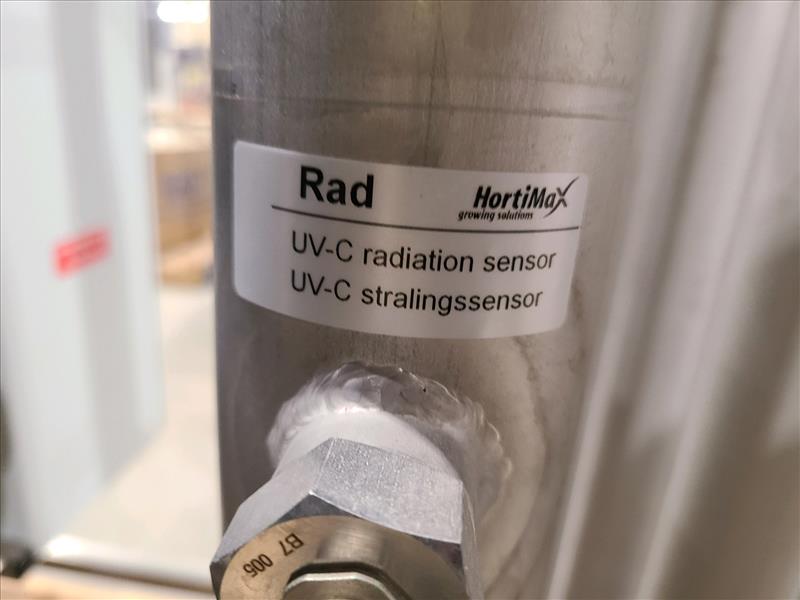 Rad
HortiMaX
growing solutions
UV-C radiation sensor
UV-C stralingssensor
B7 006